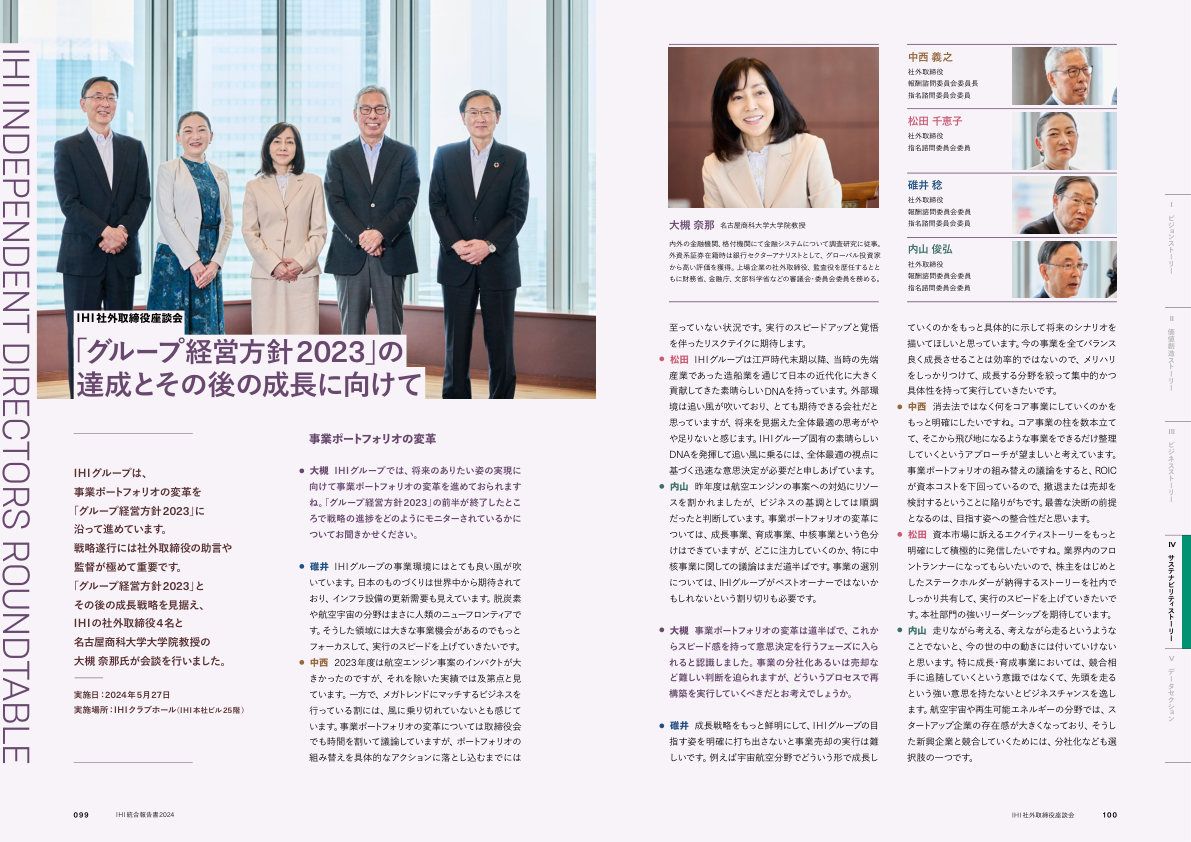 IHI INDEPENDENT DIRECTORS ROUNDTABLE
IHI社外取締役座談会
「グループ経営方針2023」の
達成とその後の成長に向けて
IHIグループは、
事業ポートフォリオの変革を
「グループ経営方針2023」に
沿って進めています。
戦略遂行には社外取締役の助言や
監督が極めて重要です。
「グループ経営方針2023」と
その後の成長戦略を見据え、
IHIの社外取締役4名と
名古屋商科大学大学院教授の
大槻 奈那氏が会談を行いました。
実施日：2024年5月27日
実施場所：IHIクラブホール（IHI本社ビル25階）
事業ポートフォリオの変革
● 大槻 IHIグループでは、将来のありたい姿の実現に
向けて事業ポートフォリオの変革を進めておられます
ね。「グループ経営方針2023」の前半が終了したとこ
ろで戦略の進捗をどのようにモニターされているかに
ついてお聞かせください。
● 碓井 IHIグループの事業環境にはとても良い風が吹
いています。日本のものづくりは世界中から期待されて
おり、インフラ設備の更新需要も見えています。脱炭素
や航空宇宙の分野はまさに人類のニューフロンティアで
す。そうした領域には大きな事業機会があるのでもっと
フォーカスして、実行のスピードを上げていきたいです。
● 中西 2023年度は航空エンジン事業のインパクトが大
きかったのですが、それを除いた実績では及第点と見
ています。一方で、メガトレンドにマッチするビジネスを
行っている割には、風に乗り切れていないとも感じて
います。事業ポートフォリオの変革については取締役会
でも時間を割いて議論していますが、ポートフォリオの
組み替えを具体的なアクションに落とし込むまでには
099 IHI統合報告書2024
大槻 奈那 名古屋商科大学大学院教授
内外の金融機関、格付機関にて金融システムについて調査研究に従事。
外資系証券在籍時は銀行セクターアナリストとして、グローバル投資家
から高い評価を獲得。上場企業の社外取締役、監査役を歴任するとと
もに財務省、金融庁、文部科学省などの審議会・委員会委員を務める。
中西 義之
社外取締役
報酬諮問委員会委員長
指名諮問委員会委員
松田 千恵子
社外取締役
指名諮問委員会委員
碓井 稔
社外取締役
報酬諮問委員会委員
指名諮問委員会委員
内山 俊弘
社外取締役
報酬諮問委員会委員
指名諮問委員会委員
至っていない状況です。実行のスピードアップと覚悟
を伴ったリスクテイクに期待します。
● 松田 IHIグループは江戸時代末期以降、当時の先端
産業であった造船業を通じて日本の近代化に大きく
貢献してきた素晴らしいDNAを持っています。外部環
境は追い風が吹いており、とても期待できる会社だと
思っていますが、将来を見据えた全体最適の思考がや
や足りないと感じます。IHIグループ固有の素晴らしい
DNAを発揮して追い風に乗るには、全体最適の視点に
基づく迅速な意思決定が必要だと申しあげています。
● 内山 昨年度は航空エンジンの事案への対処にリソー
スを割かれましたが、ビジネスの基調としては順調
だったと判断しています。事業ポートフォリオの変革に
ついては、成長事業、育成事業、中核事業という色分
けはできていますが、どこに注力していくのか、特に中
核事業に関しての議論はまだ道半ばです。事業の選別
については、IHIグループがベストオーナーではないか
もしれないという割り切りも必要です。
● 大槻 事業ポートフォリオの変革は道半ばで、これか
らスピード感を持って意思決定を行うフェーズに入ら
れると認識しました。事業の分社化あるいは売却な
ど難しい判断を迫られますが、どういうプロセスで再
構築を実行していくべきだとお考えでしょうか。
● 碓井 成長戦略をもっと鮮明にして、IHIグループの目
指す姿を明確に打ち出さないと事業売却の実行は難
しいです。例えば宇宙航空分野でどういう形で成長し
ていくのかをもっと具体的に示して将来のシナリオを
描いてほしいと思います。今の事業を全てバランス
良く成長させることは効率的ではないので、メリハリ
をしっかりつけて、成長する分野を絞って集中的かつ
具体性を持って実行していきたいです。
● 中西 消去法ではなく何をコア事業にしていくのかを
もっと明確にしたいですね。コア事業の柱を数本立て
て、そこから飛び地になるような事業をできるだけ整理
していくというアプローチが望ましいと考えています。
事業ポートフォリオの組み替えの議論をすると、ROIC
が資本コストを下回っているので、撤退または売却を
検討するということに陥りがちです。最善な決断の前提
となるのは、目指す姿への整合性だと思います。
● 松田 資本市場に訴えるエクイティストーリーをもっと
明確にして積極的に発信したいですね。業界内のフロ
ントランナーになってもらいたいので、株主をはじめと
したステークホルダーが納得するストーリーを社内で
しっかり共有して、実行のスピードを上げていきたいで
す。本社部門の強いリーダーシップを期待しています。
● 内山 走りながら考える、考えながら走るというような
ことでないと、今の世の中の動きには付いていけない
と思います。特に成長・育成事業においては、競合相
手に追随していくという意識ではなくて、先頭を走る
という強い意思を持たないとビジネスチャンスを逸し
ます。航空宇宙や再生可能エネルギーの分野では、ス
タートアップ企業の存在感が大きくなっており、そうし
た新興企業と競合していくためには、分社化なども選
択肢の一つです。
I ビジョンストーリー
II 価値創造ストーリー
III ビジネスストーリー
IV サステナビリティストーリー
V データセクション
IHI社外取締役座談会 100